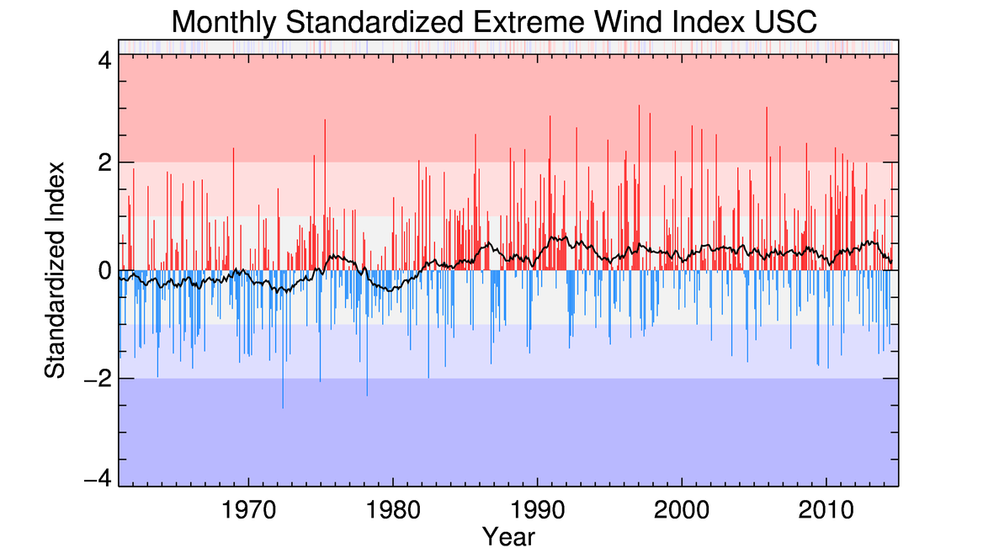 Monthly Standardized Extreme Wind Index USC
4
2
0
−2
−4
Standardized Index
1970 1980 1990 2000 2010
Year